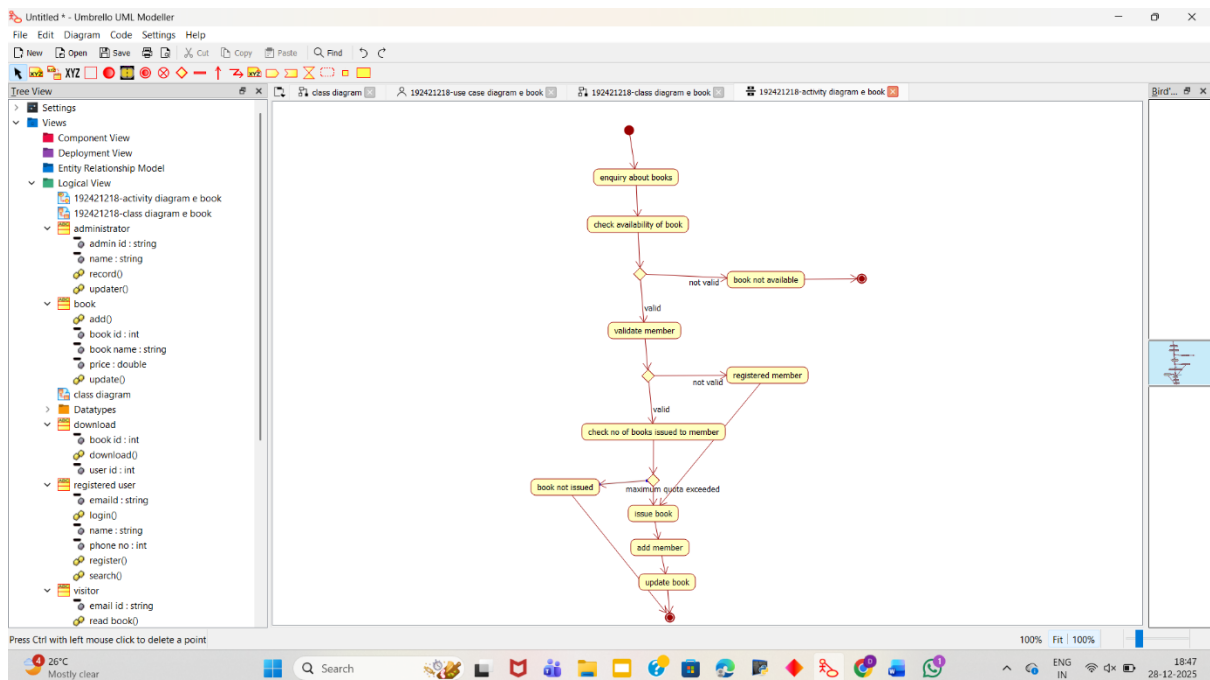 Untitled * - Umbrello UML Modeller
File Edit Diagram Code Settings Help
New Open Save Cut Copy Paste Find
XYZ XYZ XYZ
Tree View
class diagram 192421218-use case diagram e book 192421218-class diagram e book 192421218-activity diagram e book
Bird'...
Settings
Views
Component View
Deployment View
Entity Relationship Model
Logical View
192421218-activity diagram e book
192421218-class diagram e book
administrator
admin id : string
name : string
record()
updater()
book
add()
book id : int
book name : string
price : double
update()
class diagram
Datatypes
download
book id : int
download()
user id : int
registered user
emaild : string
login()
name : string
phone no : int
register()
search()
visitor
email id : string
read book()
enquiry about books
check availability of book
not valid
book not available
valid
validate member
not valid
registered member
valid
check no of books issued to member
book not issued
maximum quota exceeded
issue book
add member
update book
Press Ctrl with left mouse click to delete a point
100% Fit 100%
4
26°C
Mostly clear
Search
ENG
IN
18:47
28-12-2025